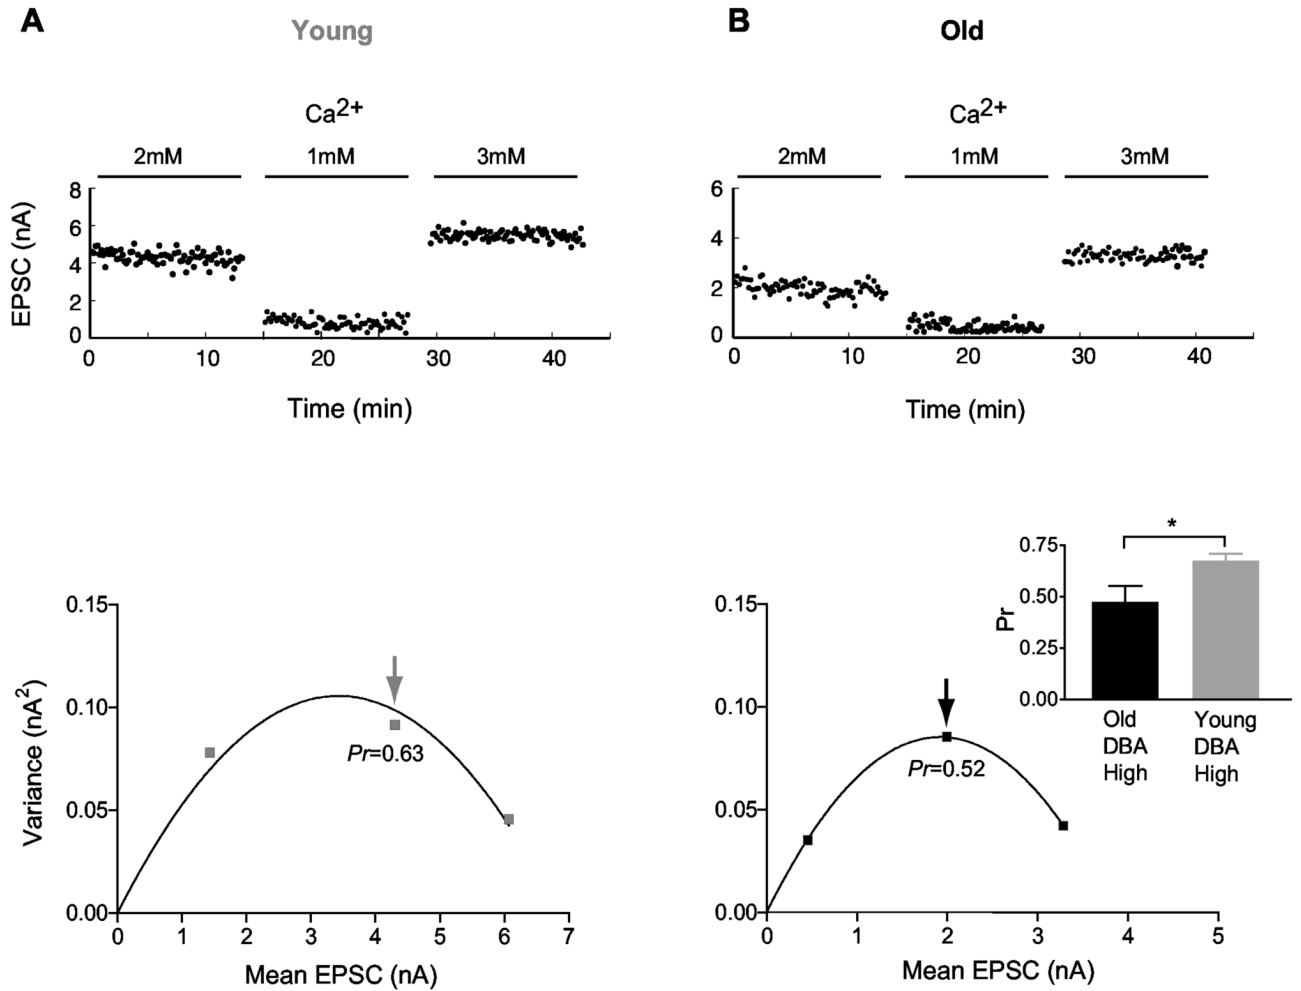 A
Young
Ca2+
2mM 1mM 3mM
8
6
4
2
0
EPSC (nA)
0 10 20 30 40
Time (min)
B
Old
Ca2+
2mM 1mM 3mM
6
4
2
0
0 10 20 30 40
Time (min)
0.15
0.10
0.05
0.00
Variance (nA2)
Pr=0.63
0 1 2 3 4 5 6 7
Mean EPSC (nA)
0.15
0.10
0.05
0.00
Pr=0.52
0 1 2 3 4 5
Mean EPSC (nA)
*
0.75
0.50
0.25
0.00
Pr
Old
DBA
High
Young
DBA
High